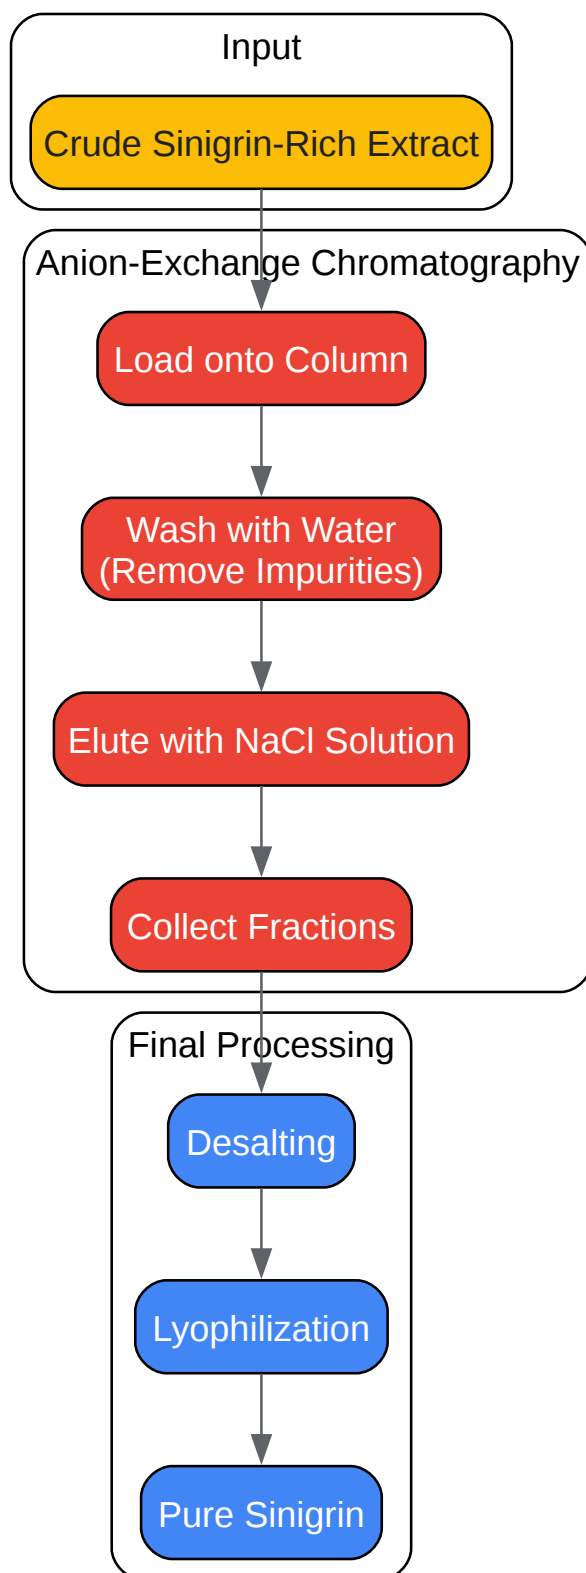 Input
Crude Sinigrin-Rich Extract
Anion-Exchange Chromatography
Load onto Column
Wash with Water
(Remove Impurities)
Elute with NaCl Solution
Collect Fractions
Final Processing
Desalting
Lyophilization
Pure Sinigrin